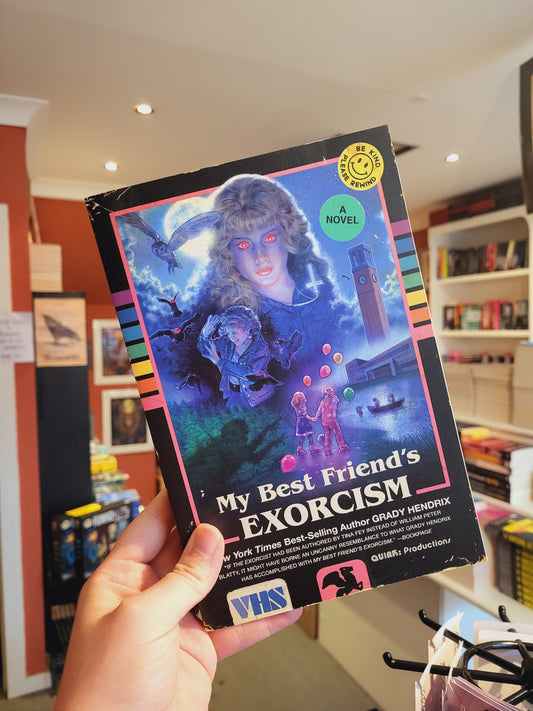 BE KIND
PLEASE REWIND
A
NOVEL
My Best Friend's
EXORCISM
New York Times Best-Selling Author GRADY HENDRIX
"IF THE EXORCIST HAD BEEN AUTHORED BY TINA FEY INSTEAD OF WILLIAM PETER
BLATTY, IT MIGHT HAVE BORNE AN UNCANNY RESEMBLANCE TO WHAT GRADY HENDRIX
HAS ACCOMPLISHED WITH MY BEST FRIEND'S EXORCISM." —BOOKPAGE
QUIRK Productions
VHS